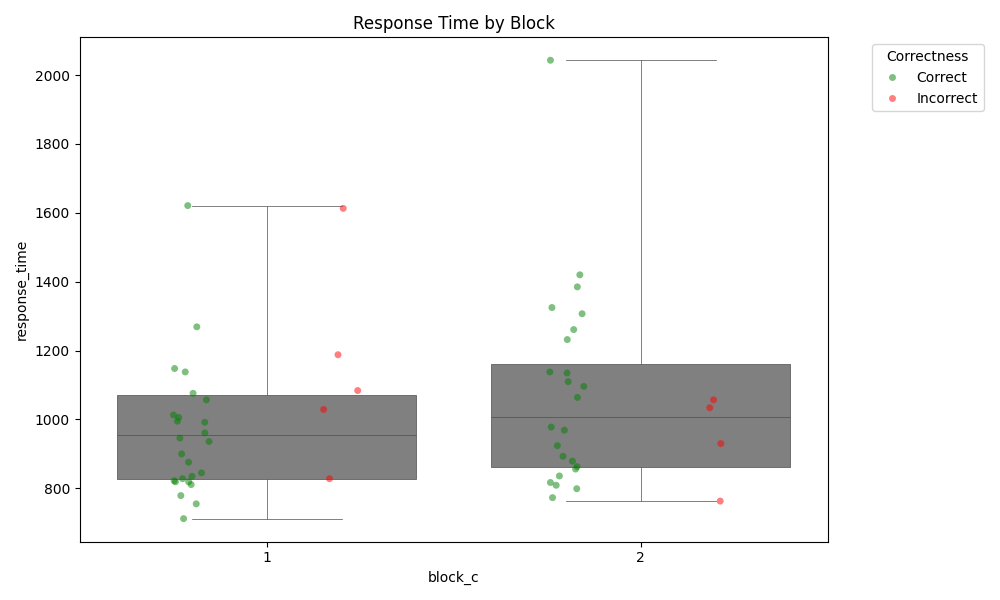 Response Time by Block
Correctness
Correct
Incorrect
response_time
2000
1800
1600
1400
1200
1000
800
1
2
block_c